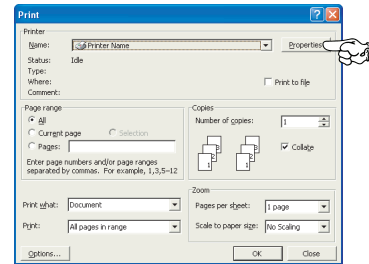 Print
Printer
Name: Printer Name Properties
Status: Idle
Type:
Where: Print to file
Comment:
Page range
All
Current page Selection
Pages:
Enter page numbers and/or page ranges
separated by commas. For example, 1,3,5–12
Copies
Number of copies: 1
Collate
Print what: Document
Print: All pages in range
Zoom
Pages per sheet: 1 page
Scale to paper size: No Scaling
Options... OK Close